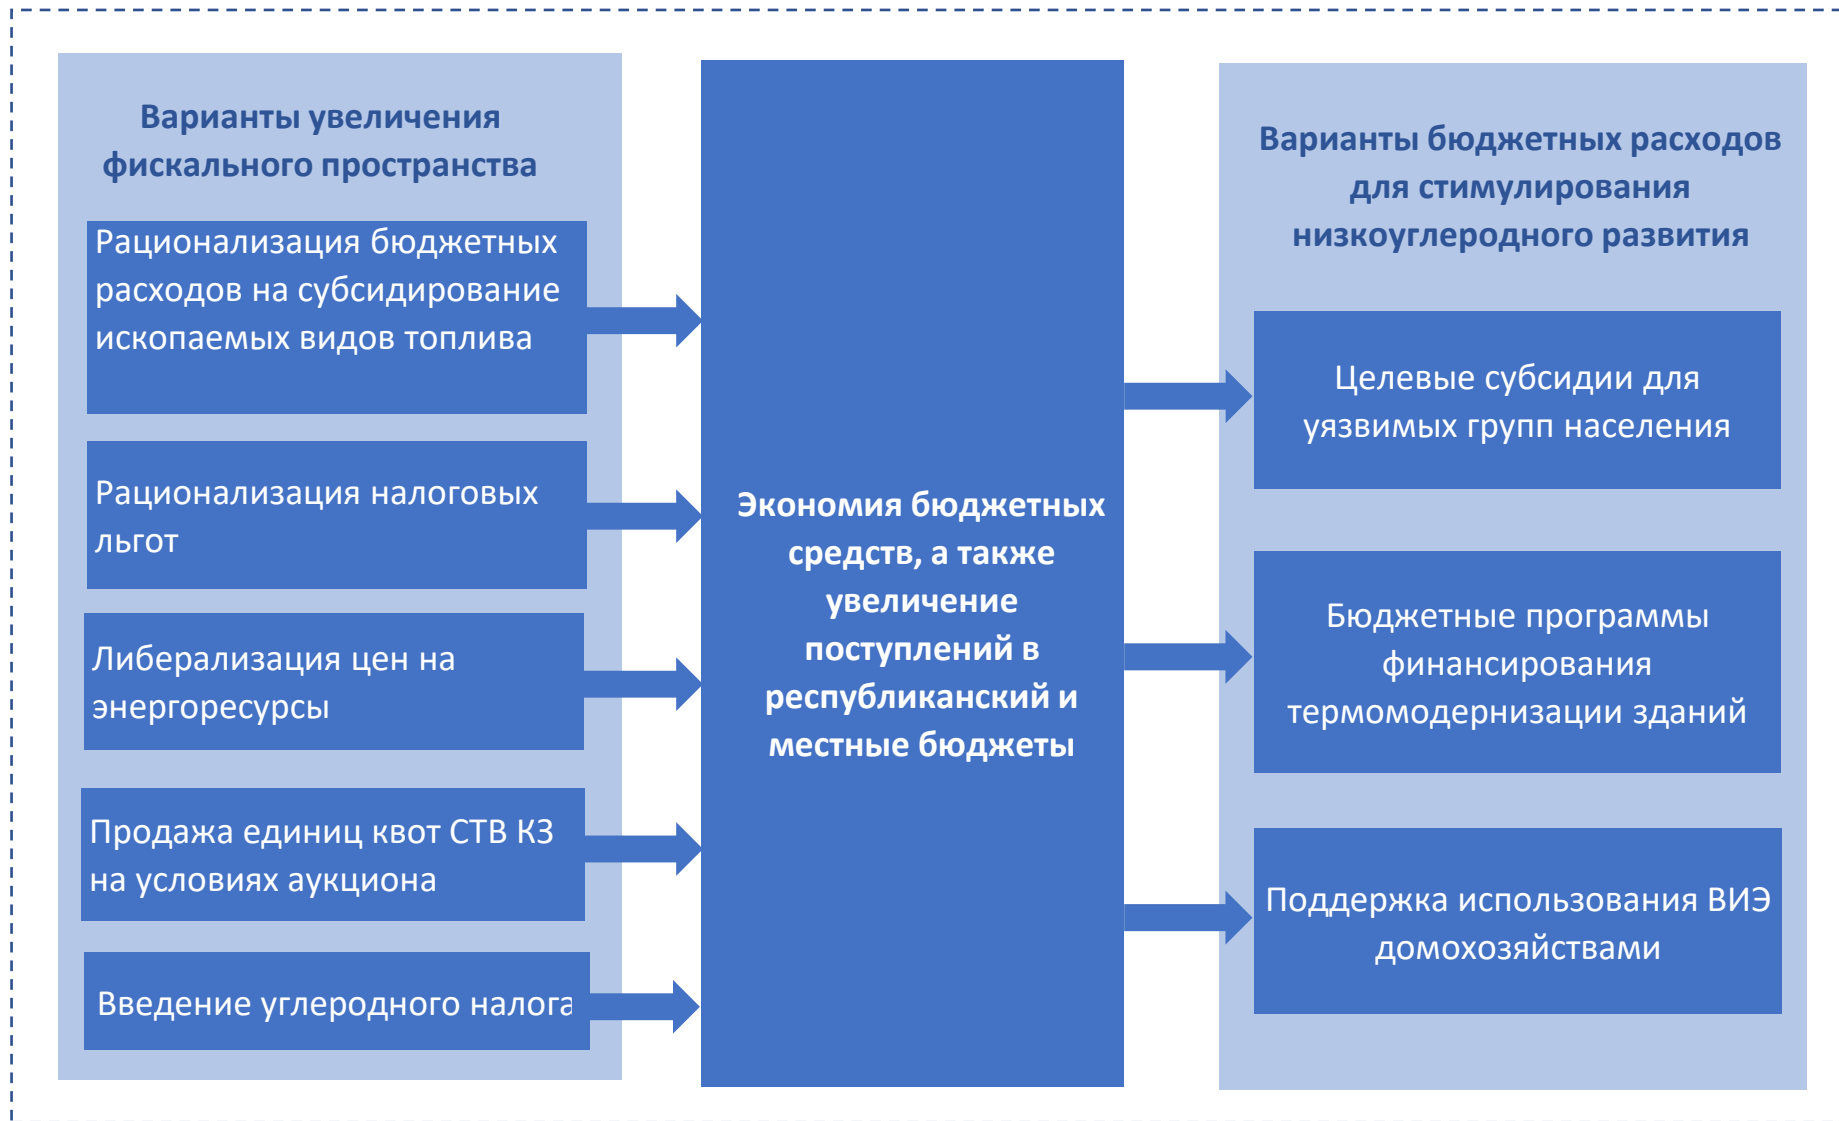 Варианты увеличения
фискального пространства
Рационализация бюджетных
расходов на субсидирование
ископаемых видов топлива
Рационализация налоговых
льгот
Либерализация цен на
энергоресурсы
Продажа единиц квот СТВ КЗ
на условиях аукциона
Введение углеродного налога
Экономия бюджетных
средств, а также
увеличение
поступлений в
республиканский и
местные бюджеты
Варианты бюджетных расходов
для стимулирования
низкоуглеродного развития
Целевые субсидии для
уязвимых групп населения
Бюджетные программы
финансирования
термомодернизации зданий
Поддержка использования ВИЭ
домохозяйствами